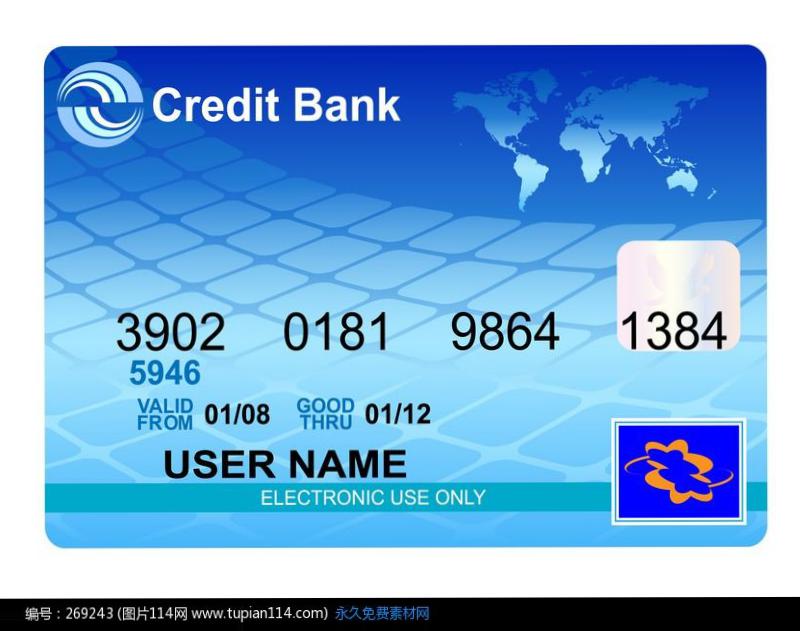 Credit Bank
3902 0181 9864 1384
5946
VALID FROM 01/08 GOOD THRU 01/12
USER NAME
ELECTRONIC USE ONLY
编号：269243 (图片114网 www.tupian114.com) 永久免费素材网